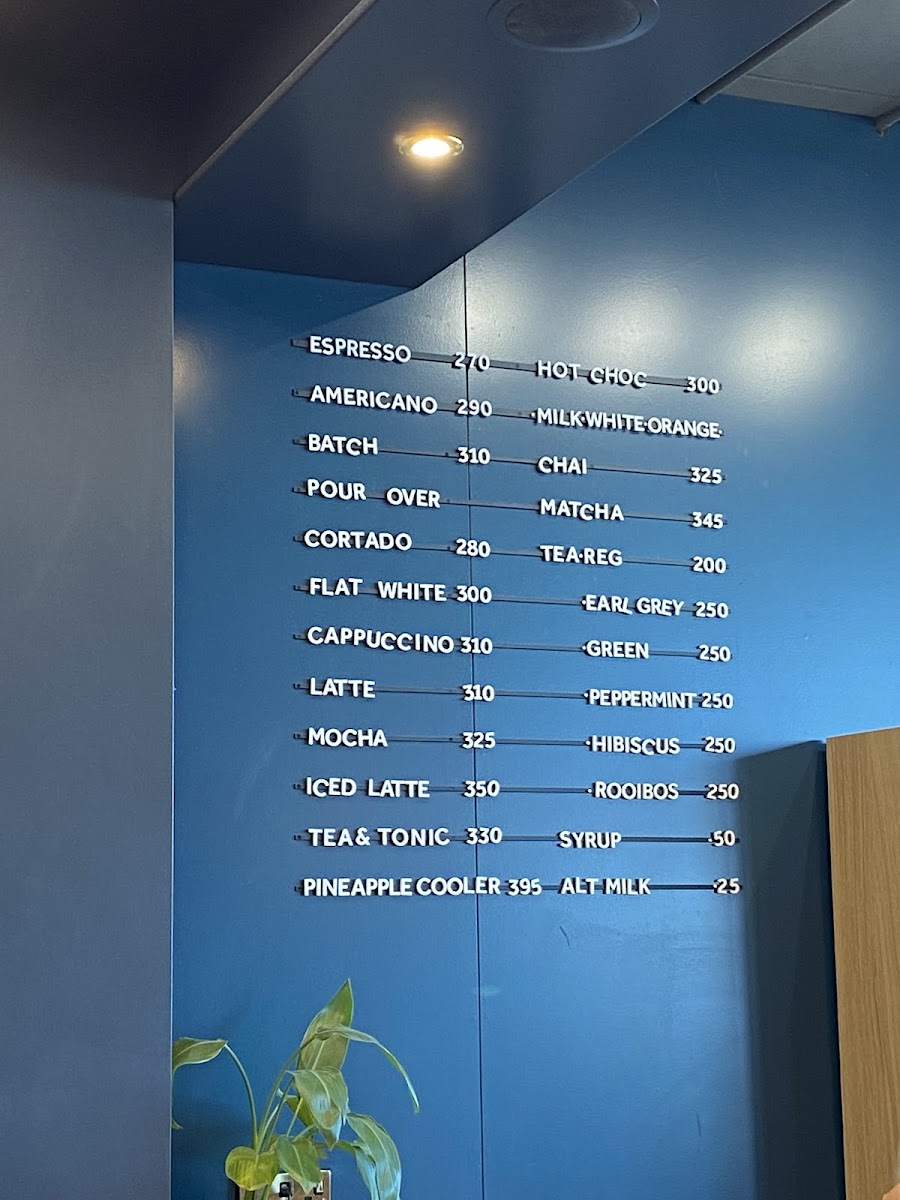 ESPRESSO 270
AMERICANO 290
BATCH 310
POUR OVER
CORTADO 280
FLAT WHITE 300
CAPPUCCINO 310
LATTE 310
MOCHA 325
ICED LATTE 350
TEA & TONIC 330
PINEAPPLE COOLER 395
HOT CHOC 300
·MILK·WHITE·ORANGE·
CHAI 325
MATCHA 345
TEA·REG 200
·EARL GREY 250
·GREEN 250
·PEPPERMINT 250
·HIBISCUS 250
·ROOIBOS 250
SYRUP ·50
ALT MILK ·25